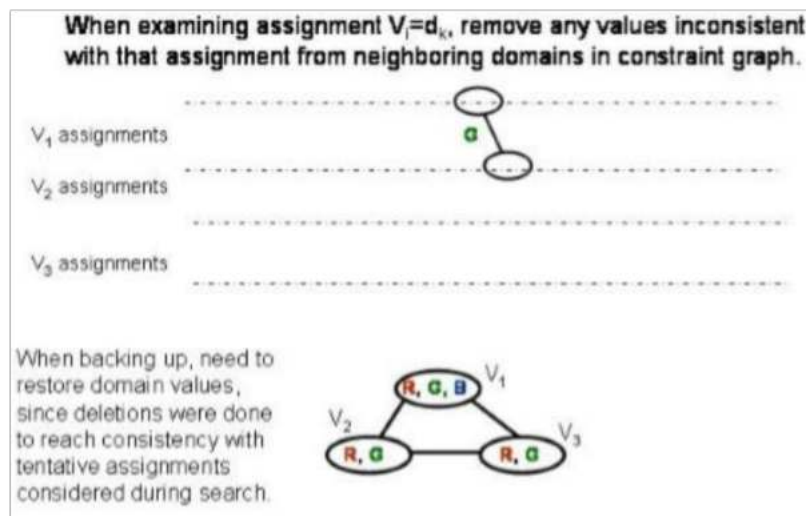 When examining assignment Vᵢ=dₖ, remove any values inconsistent
with that assignment from neighboring domains in constraint graph.
V₁ assignments
G
V₂ assignments
V₃ assignments
When backing up, need to
restore domain values,
since deletions were done
to reach consistency with
tentative assignments
considered during search.
R, G, B V₁
V₂
V₃
R, G
R, G